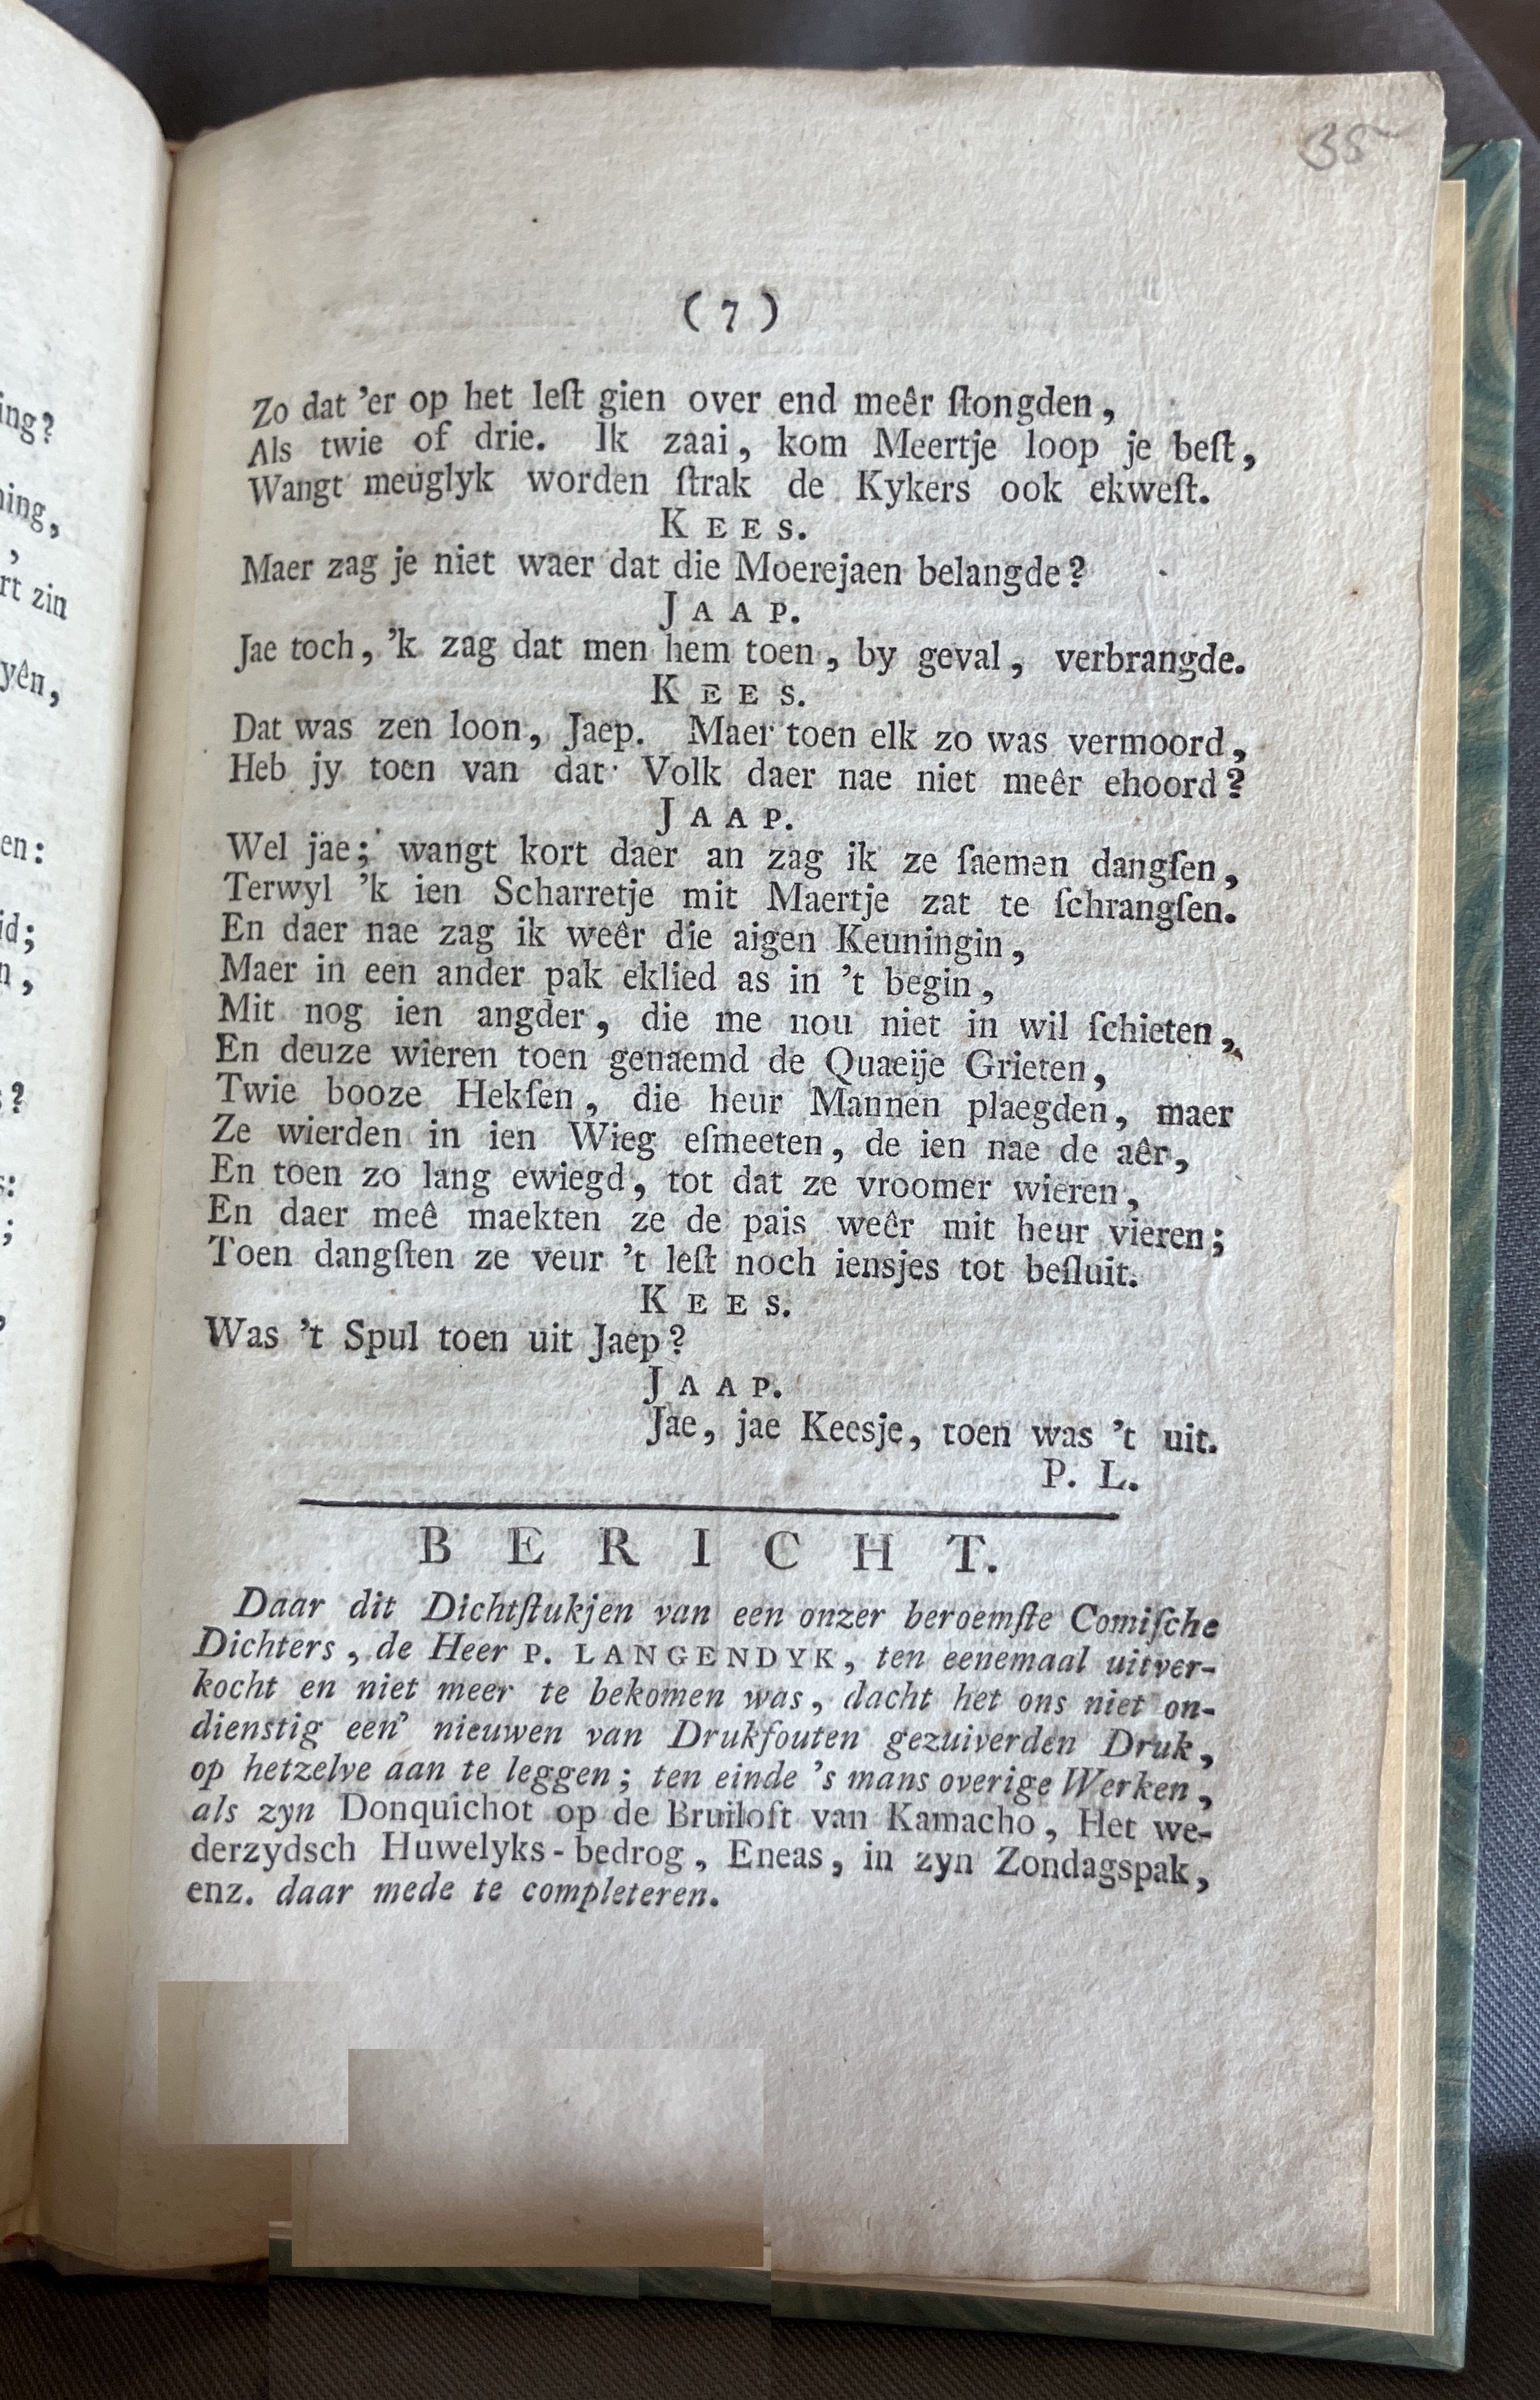 35
( 7 )
Zo dat 'er op het leſt gien over end meêr ſtongden,
Als twie of drie. Ik zaai, kom Meertje loop je beſt,
Wangt meuglyk worden ſtrak de Kykers ook ekweſt.
KEES.
Maer zag je niet waer dat die Moerejaen belangde?
JAAP.
Jae toch, 'k zag dat men hem toen, by geval, verbrangde.
KEES.
Dat was zen loon, Jaep. Maer toen elk zo was vermoord,
Heb jy toen van dat Volk daer nae niet meêr ehoord?
JAAP.
Wel jae; wangt kort daer an zag ik ze ſaemen dangſen,
Terwyl 'k ien Scharretje mit Maertje zat te ſchrangſen.
En daer nae zag ik weêr die aigen Keuningin,
Maer in een ander pak eklied as in 't begin,
Mit nog ien angder, die me nou niet in wil ſchieten,
En deuze wieren toen genaemd de Quaeije Grieten,
Twie booze Hekſen, die heur Mannen plaegden, maer
Ze wierden in ien Wieg eſmeeten, de ien nae de aêr,
En toen zo lang ewiegd, tot dat ze vroomer wieren,
En daer meê maekten ze de pais weêr mit heur vieren;
Toen dangſten ze veur 't leſt noch iensjes tot beſluit.
KEES.
Was 't Spul toen uit Jaep?
JAAP.
Jae, jae Keesje, toen was 't uit.
P. L.
BERICHT.
Daar dit Dichtſtukjen van een onzer beroemſte Comiſche
Dichters, de Heer P. LANGENDYK, ten eenemaal uitver-
kocht en niet meer te bekomen was, dacht het ons niet on-
dienstig een' nieuwen van Drukfouten gezuiverden Druk,
op hetzelve aan te leggen; ten einde 's mans overige Werken,
als zyn Donquichot op de Bruiloft van Kamacho, Het we-
derzydsch Huwelyks-bedrog, Eneas, in zyn Zondagspak,
enz. daar mede te completeren.
ing?
ning,
,
rt zin
yên,
en:
id;
n,
?
s:
;
,